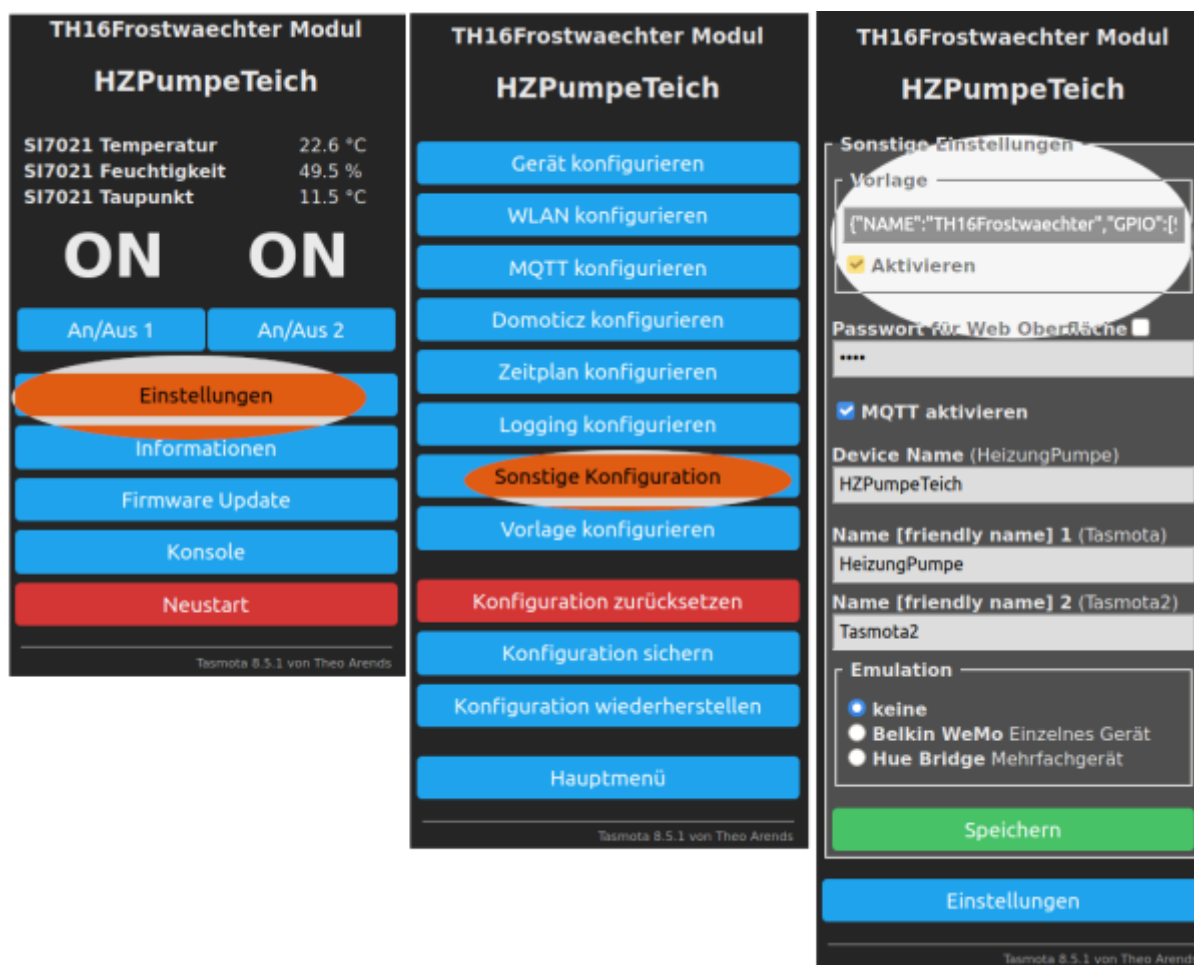 TH16Frostwaechter Modul
HZPumpeTeich
SI7021 Temperatur 22.6 °C
SI7021 Feuchtigkeit 49.5 %
SI7021 Taupunkt 11.5 °C
ON ON
An/Aus 1 An/Aus 2
Einstellungen
Informationen
Firmware Update
Konsole
Neustart
Tasmota 8.5.1 von Theo Arends
TH16Frostwaechter Modul
HZPumpeTeich
Gerät konfigurieren
WLAN konfigurieren
MQTT konfigurieren
Domoticz konfigurieren
Zeitplan konfigurieren
Logging konfigurieren
Sonstige Konfiguration
Vorlage konfigurieren
Konfiguration zurücksetzen
Konfiguration sichern
Konfiguration wiederherstellen
Hauptmenü
Tasmota 8.5.1 von Theo Arends
TH16Frostwaechter Modul
HZPumpeTeich
Sonstige Einstellungen
Vorlage
{"NAME":"TH16Frostwaechter","GPIO":[
Aktivieren
Passwort für Web Oberfläche
••••
MQTT aktivieren
Device Name (HeizungPumpe)
HZPumpeTeich
Name [friendly name] 1 (Tasmota)
HeizungPumpe
Name [friendly name] 2 (Tasmota2)
Tasmota2
Emulation
keine
Belkin WeMo Einzelnes Gerät
Hue Bridge Mehrfachgerät
Speichern
Einstellungen
Tasmota 8.5.1 von Theo Arends